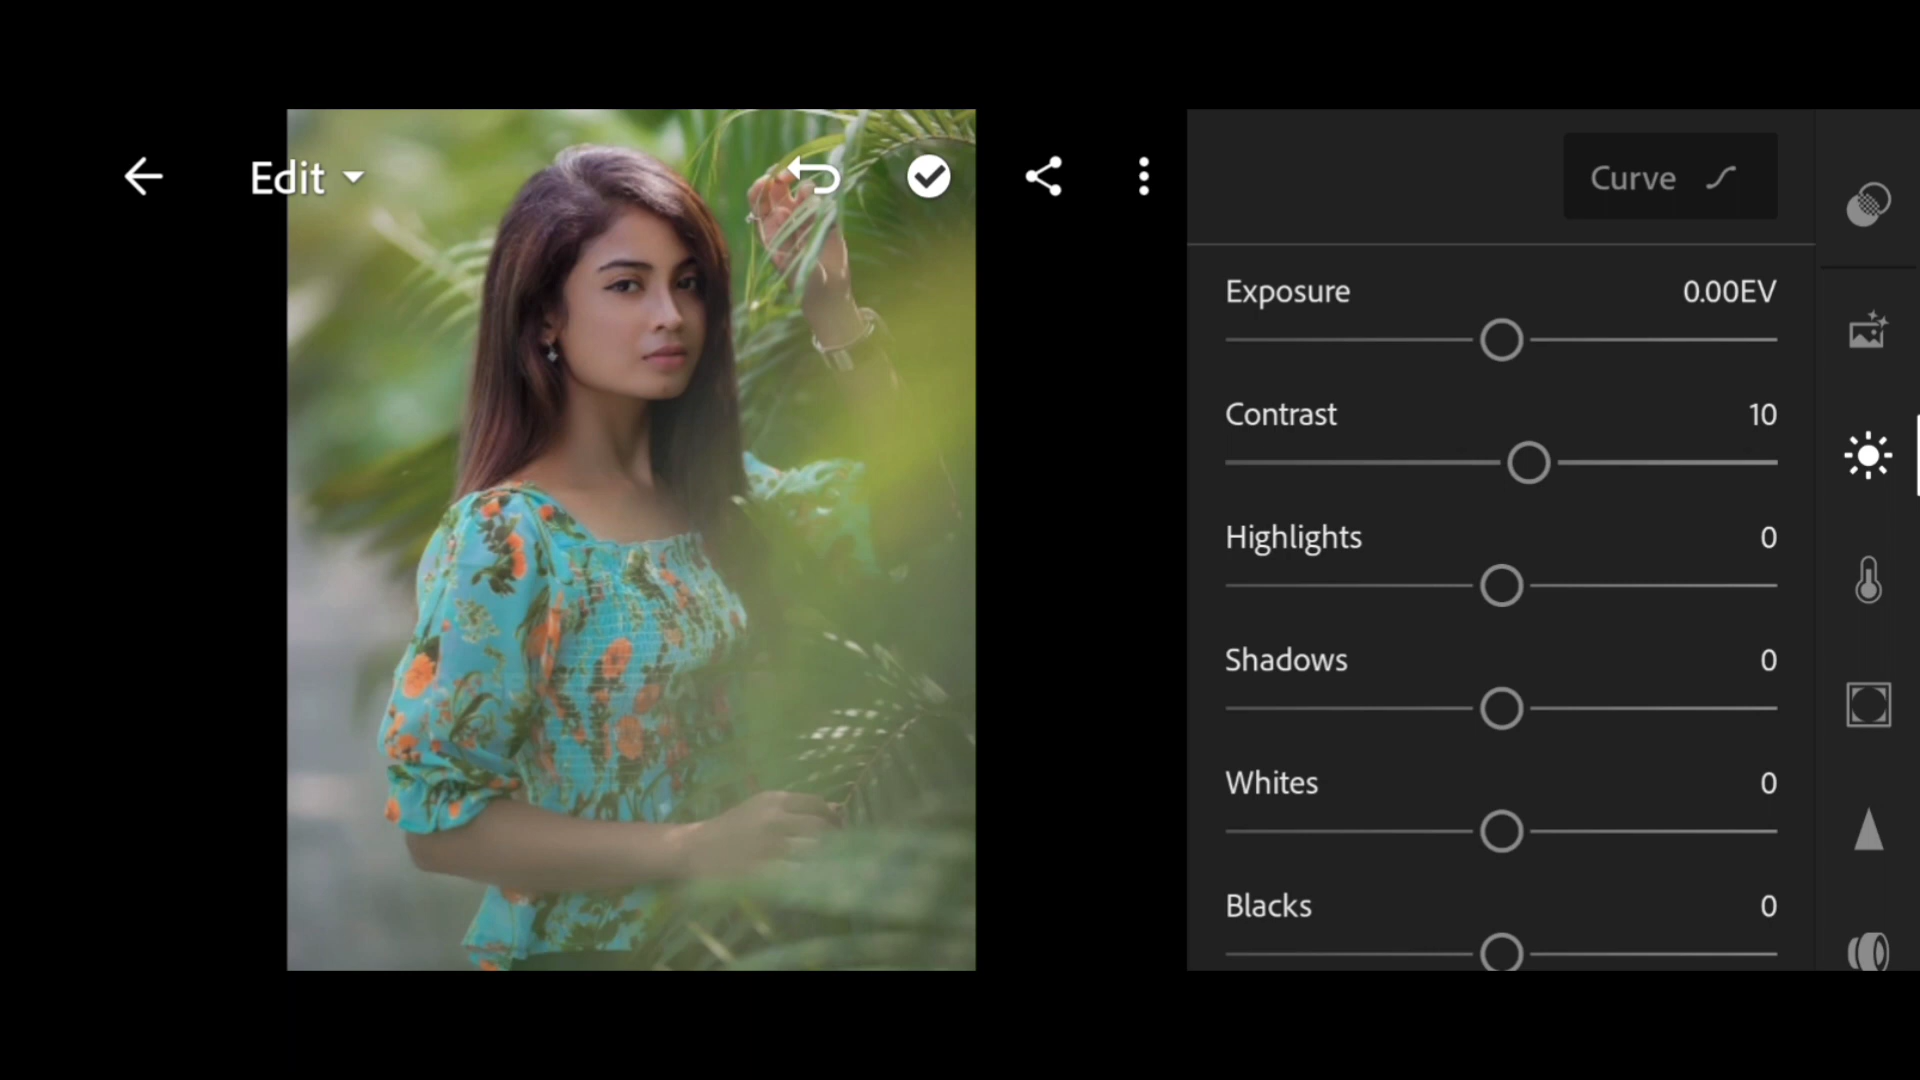 Edit
Curve
Exposure 0.00EV
Contrast 10
Highlights 0
Shadows 0
Whites 0
Blacks 0